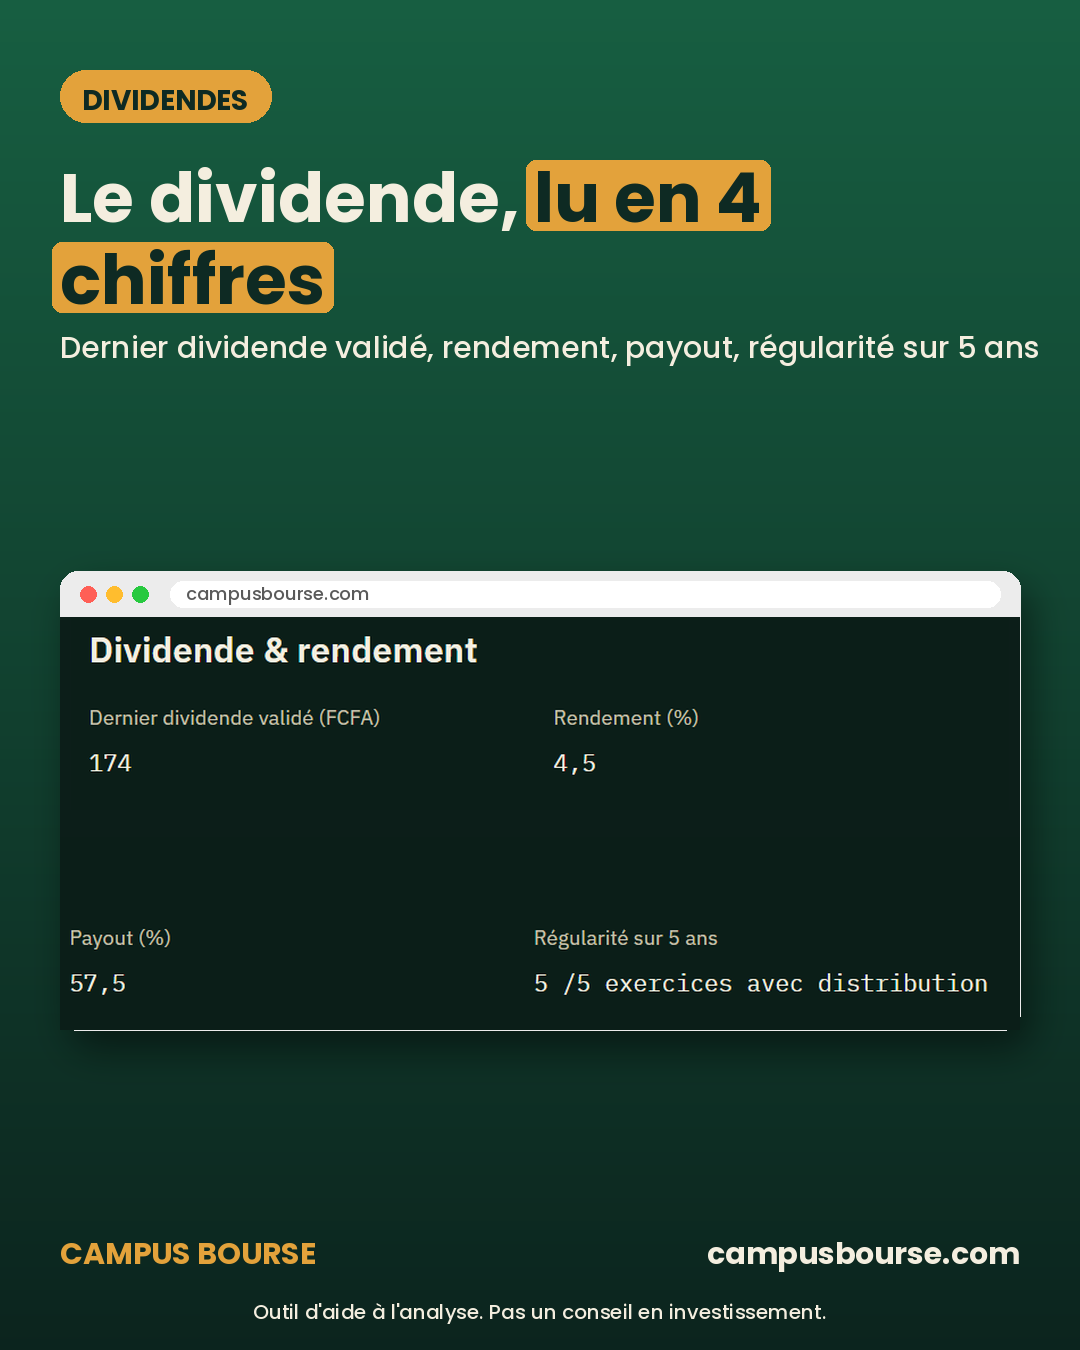 DIVIDENDES
Le dividende, lu en 4
chiffres
Dernier dividende validé, rendement, payout, régularité sur 5 ans
campusbourse.com
Dividende & rendement
Dernier dividende validé (FCFA)
Rendement (%)
174
4,5
Payout (%)
Régularité sur 5 ans
57,5
5 /5 exercices avec distribution
CAMPUS BOURSE
campusbourse.com
Outil d'aide à l'analyse. Pas un conseil en investissement.